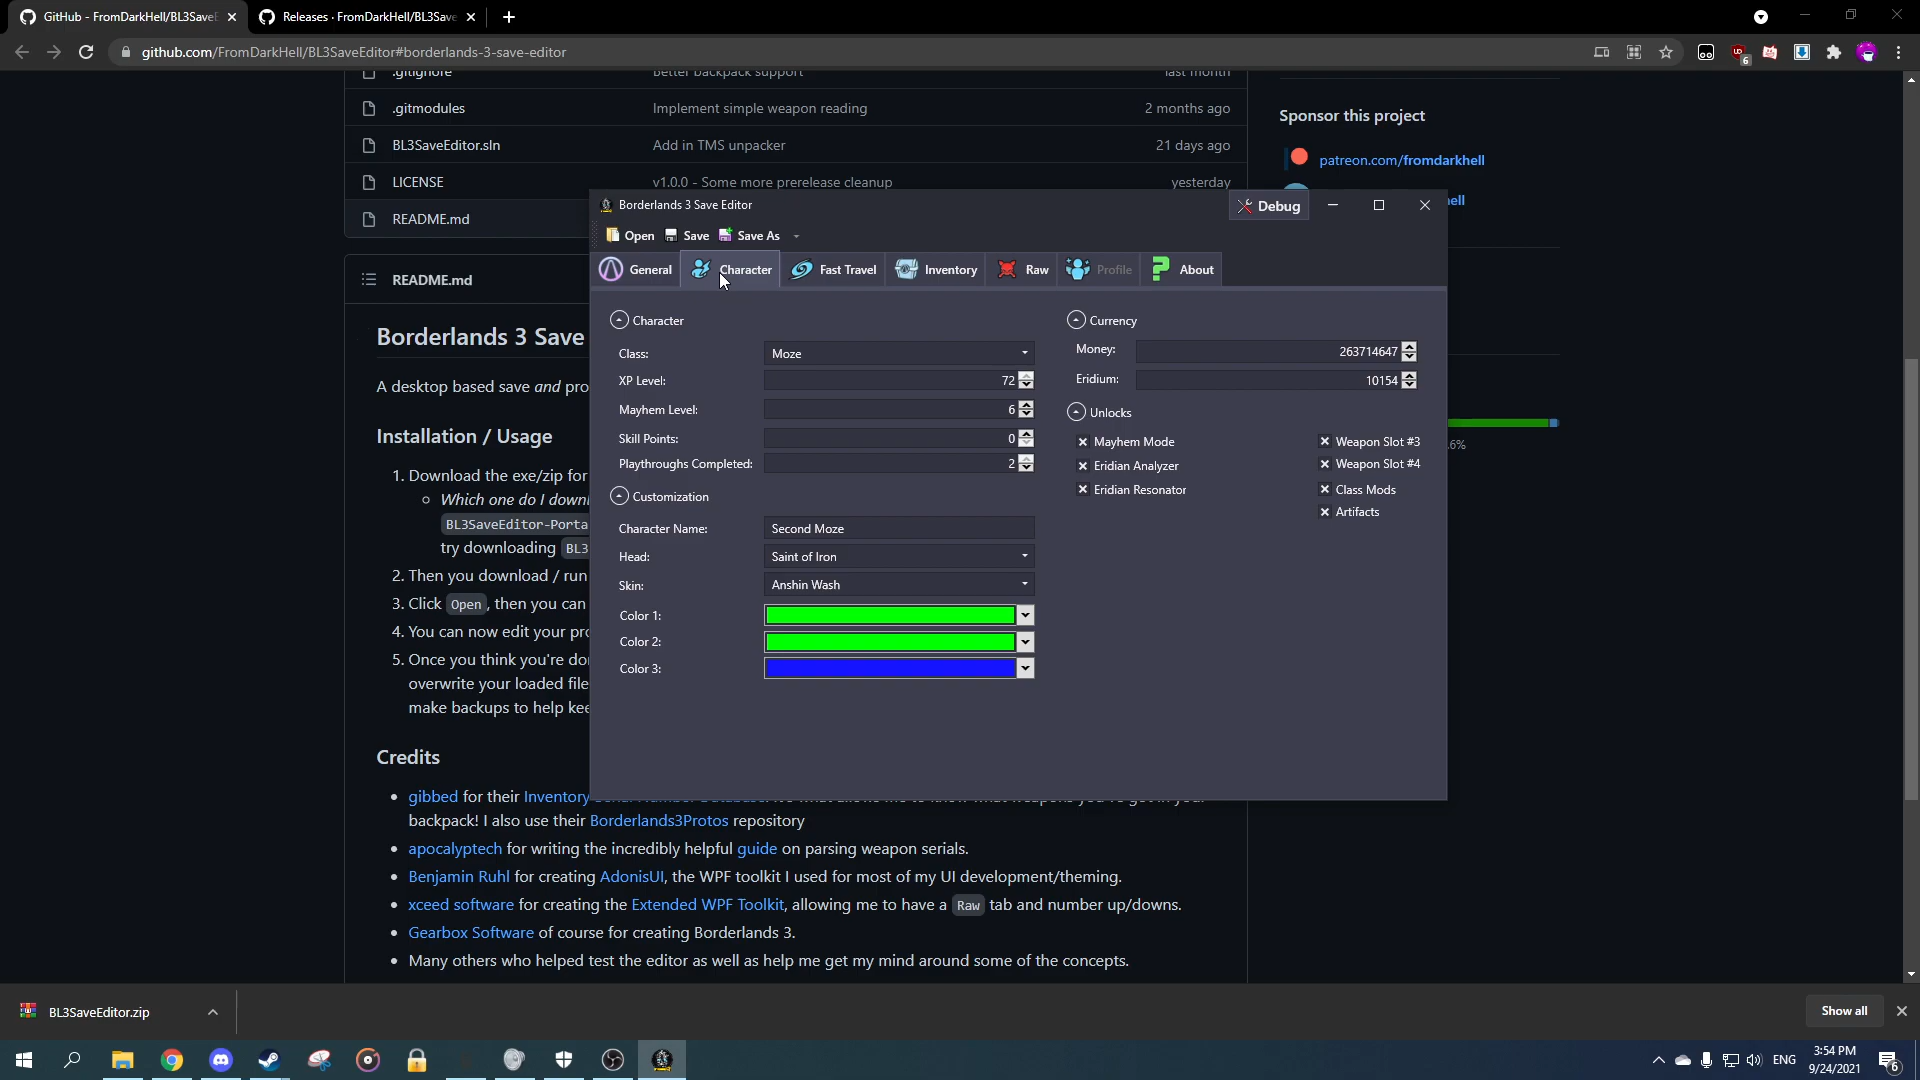 GitHub - FromDarkHell/BL3SaveE
Releases · FromDarkHell/BL3Save
github.com/FromDarkHell/BL3SaveEditor#borderlands-3-save-editor
6
.gitignore Better backpack support last month
.gitmodules Implement simple weapon reading 2 months ago
BL3SaveEditor.sln Add in TMS unpacker 21 days ago
LICENSE v1.0.0 - Some more prerelease cleanup yesterday
README.md
Sponsor this project
patreon.com/fromdarkhell
ell
README.md
Borderlands 3 Save
A desktop based save and pro
Installation / Usage
1. Download the exe/zip for
Which one do I downl
BL3SaveEditor-Porta
try downloading BL3
2. Then you download / run
3. Click Open, then you can
4. You can now edit your pro
5. Once you think you're do
overwrite your loaded file
make backups to help kee
.6%
Borderlands 3 Save Editor
Debug
Open Save Save As
General Character Fast Travel Inventory Raw Profile About
Character
Class: Moze
XP Level: 72
Mayhem Level: 6
Skill Points: 0
Playthroughs Completed: 2
Customization
Character Name: Second Moze
Head: Saint of Iron
Skin: Anshin Wash
Color 1:
Color 2:
Color 3:
Currency
Money: 263714647
Eridium: 10154
Unlocks
Mayhem Mode Weapon Slot #3
Eridian Analyzer Weapon Slot #4
Eridian Resonator Class Mods
Artifacts
Credits
gibbed for their Inventory
backpack! I also use their Borderlands3Protos repository
apocalyptech for writing the incredibly helpful guide on parsing weapon serials.
Benjamin Ruhl for creating AdonisUI, the WPF toolkit I used for most of my UI development/theming.
xceed software for creating the Extended WPF Toolkit, allowing me to have a Raw tab and number up/downs.
Gearbox Software of course for creating Borderlands 3.
Many others who helped test the editor as well as help me get my mind around some of the concepts.
BL3SaveEditor.zip
Show all
ENG
3:54 PM
9/24/2021
6